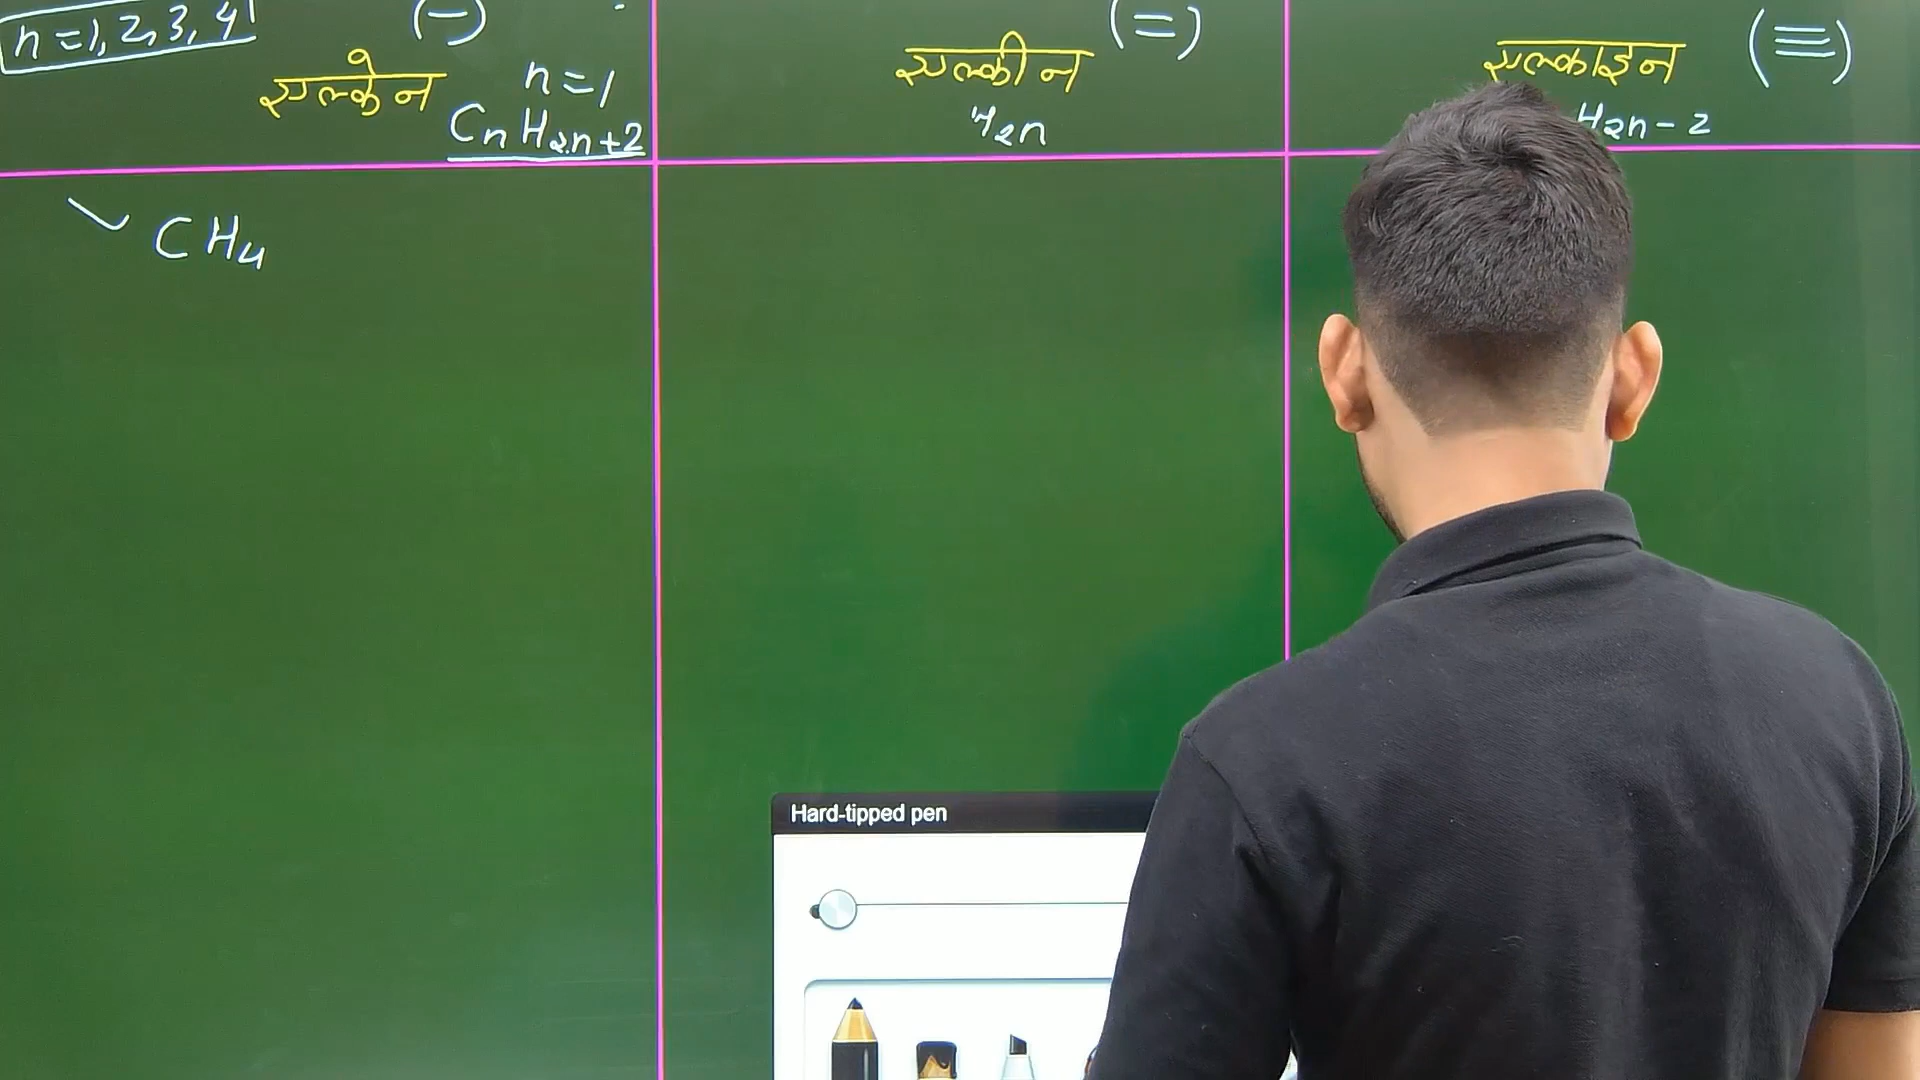 n=1,2,3,4
(-)
एल्केन
n=1
CnH2n+2
(=)
एल्कीन
H2n
(≡)
एल्काइन
H2n-2
CH4
Hard-tipped pen